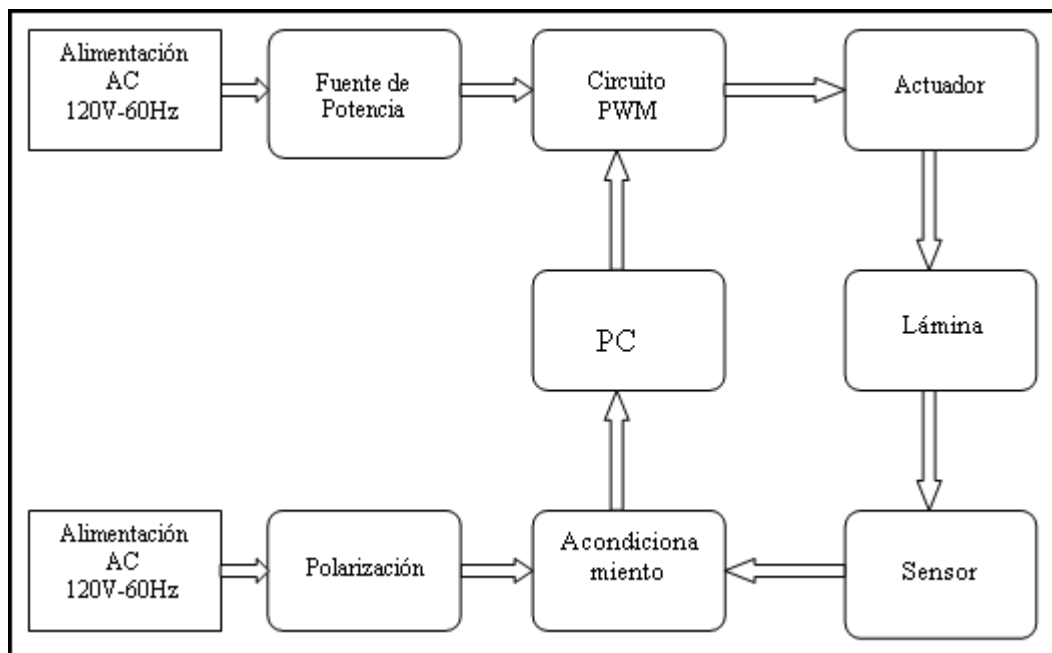 Alimentación
AC
120V-60Hz
Fuente de
Potencia
Circuito
PWM
Actuador
PC
Lámina
Alimentación
AC
120V-60Hz
Polarización
Acondiciona
miento
Sensor